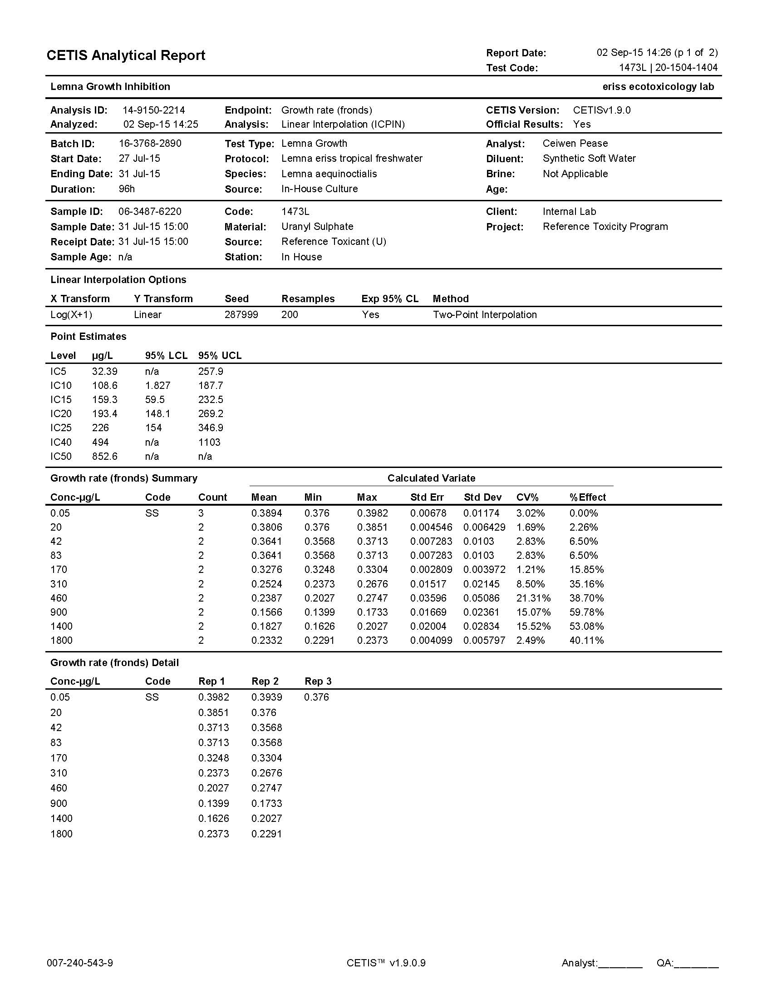 CETIS Analytical Report
Report Date: 02 Sep-15 14:26 (p 1 of 2)
Test Code: 1473L | 20-1504-1404
Lemna Growth Inhibition eriss ecotoxicology lab
Analysis ID: 14-9150-2214 Endpoint: Growth rate (fronds) CETIS Version: CETISv1.9.0
Analyzed: 02 Sep-15 14:25 Analysis: Linear Interpolation (ICPIN) Official Results: Yes
Batch ID: 16-3768-2890 Test Type: Lemna Growth Analyst: Ceiwen Pease
Start Date: 27 Jul-15 Protocol: Lemna eriss tropical freshwater Diluent: Synthetic Soft Water
Ending Date: 31 Jul-15 Species: Lemna aequinoctialis Brine: Not Applicable
Duration: 96h Source: In-House Culture Age:
Sample ID: 06-3487-6220 Code: 1473L Client: Internal Lab
Sample Date: 31 Jul-15 15:00 Material: Uranyl Sulphate Project: Reference Toxicity Program
Receipt Date: 31 Jul-15 15:00 Source: Reference Toxicant (U)
Sample Age: n/a Station: In House
Linear Interpolation Options
X Transform Y Transform Seed Resamples Exp 95% CL Method
Log(X+1) Linear 287999 200 Yes Two-Point Interpolation
Point Estimates
Level µg/L 95% LCL 95% UCL
IC5 32.39 n/a 257.9
IC10 108.6 1.827 187.7
IC15 159.3 59.5 232.5
IC20 193.4 148.1 269.2
IC25 226 154 346.9
IC40 494 n/a 1103
IC50 852.6 n/a n/a
Growth rate (fronds) Summary Calculated Variate
Conc-µg/L Code Count Mean Min Max Std Err Std Dev CV% %Effect
0.05 SS 3 0.3894 0.376 0.3982 0.00678 0.01174 3.02% 0.00%
20 2 0.3806 0.376 0.3851 0.004546 0.006429 1.69% 2.26%
42 2 0.3641 0.3568 0.3713 0.007283 0.0103 2.83% 6.50%
83 2 0.3641 0.3568 0.3713 0.007283 0.0103 2.83% 6.50%
170 2 0.3276 0.3248 0.3304 0.002809 0.003972 1.21% 15.85%
310 2 0.2524 0.2373 0.2676 0.01517 0.02145 8.50% 35.16%
460 2 0.2387 0.2027 0.2747 0.03596 0.05086 21.31% 38.70%
900 2 0.1566 0.1399 0.1733 0.01669 0.02361 15.07% 59.78%
1400 2 0.1827 0.1626 0.2027 0.02004 0.02834 15.52% 53.08%
1800 2 0.2332 0.2291 0.2373 0.004099 0.005797 2.49% 40.11%
Growth rate (fronds) Detail
Conc-µg/L Code Rep 1 Rep 2 Rep 3
0.05 SS 0.3982 0.3939 0.376
20 0.3851 0.376
42 0.3713 0.3568
83 0.3713 0.3568
170 0.3248 0.3304
310 0.2373 0.2676
460 0.2027 0.2747
900 0.1399 0.1733
1400 0.1626 0.2027
1800 0.2373 0.2291
007-240-543-9 CETIS™ v1.9.0.9 Analyst:________ QA:________